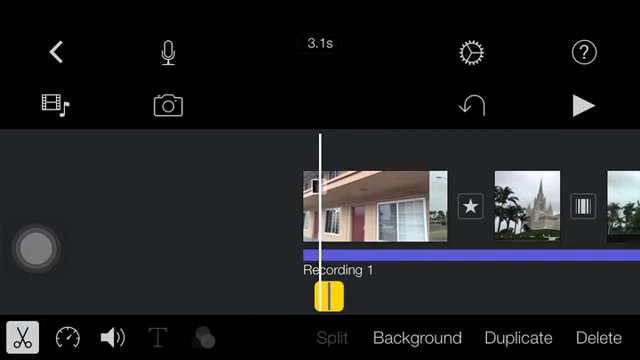 3.1s
?
Recording 1
T
Split Background Duplicate Delete